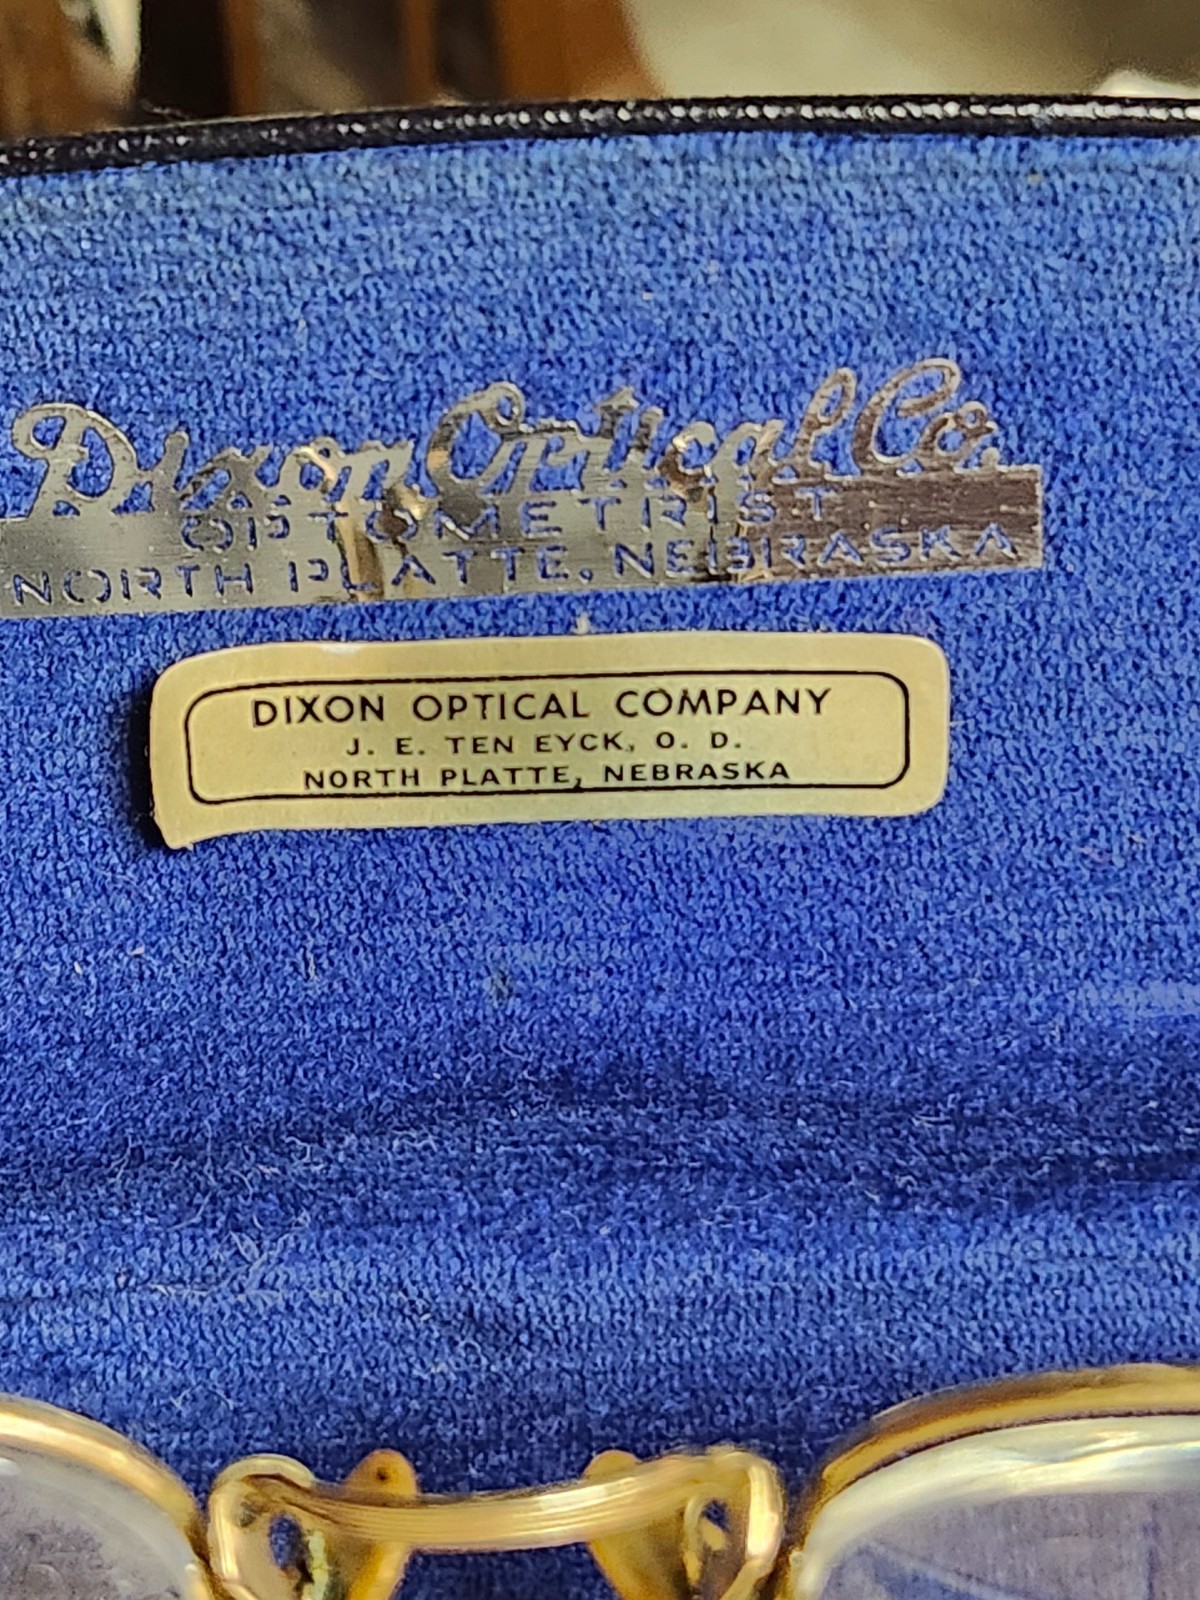 Dixon Optical Co.
OPTOMETRIST
NORTH PLATTE, NEBRASKA
DIXON OPTICAL COMPANY
J. E. TEN EYCK, O. D.
NORTH PLATTE, NEBRASKA